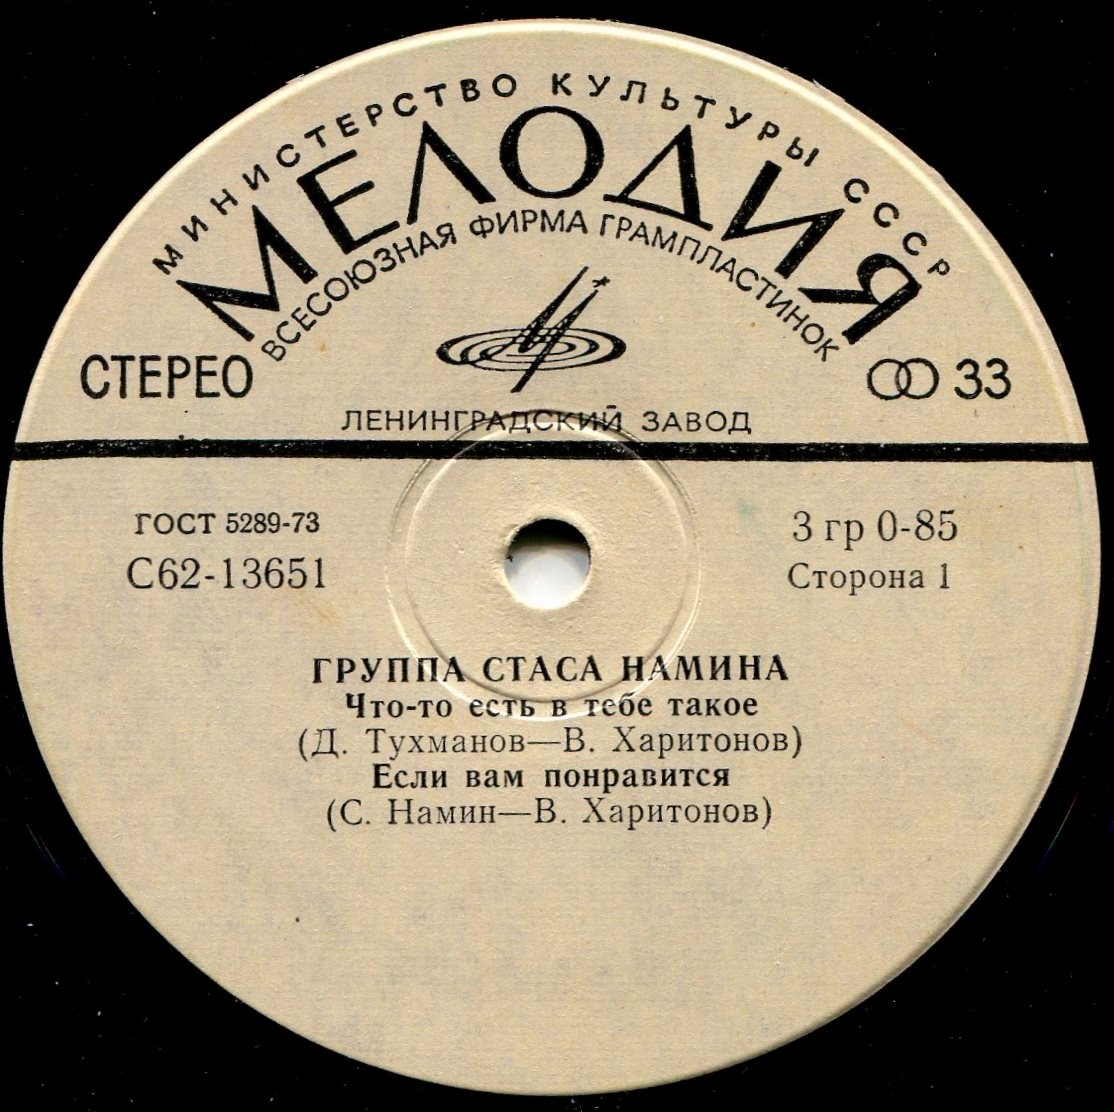 МИНИСТЕРСТВО КУЛЬТУРЫ СССР
МЕЛОДИЯ
ВСЕСОЮЗНАЯ ФИРМА ГРАМПЛАСТИНОК
СТЕРЕО
33
ЛЕНИНГРАДСКИЙ ЗАВОД
ГОСТ 5289-73
3 гр 0-85
С62-13651
Сторона 1
ГРУППА СТАСА НАМИНА
Что-то есть в тебе такое
(Д. Тухманов—В. Харитонов)
Если вам понравится
(С. Намин—В. Харитонов)